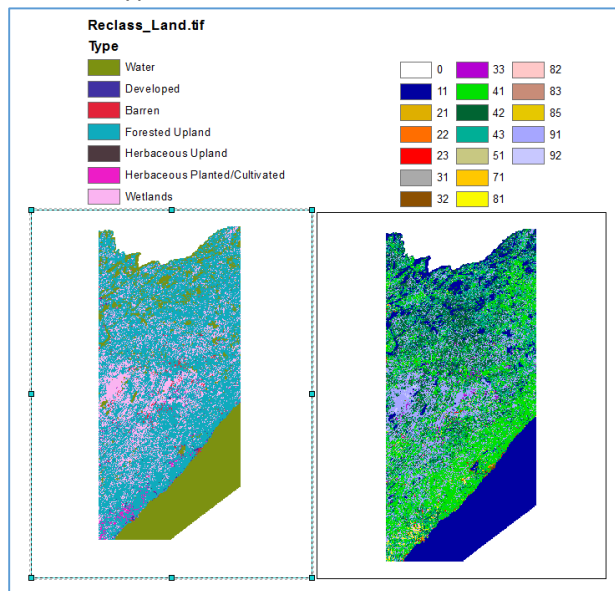 Reclass_Land.tif
Type
Water
Developed
Barren
Forested Upland
Herbaceous Upland
Herbaceous Planted/Cultivated
Wetlands
0 33 82
11 41 83
21 42 85
22 43 91
23 51 92
31 71
32 81